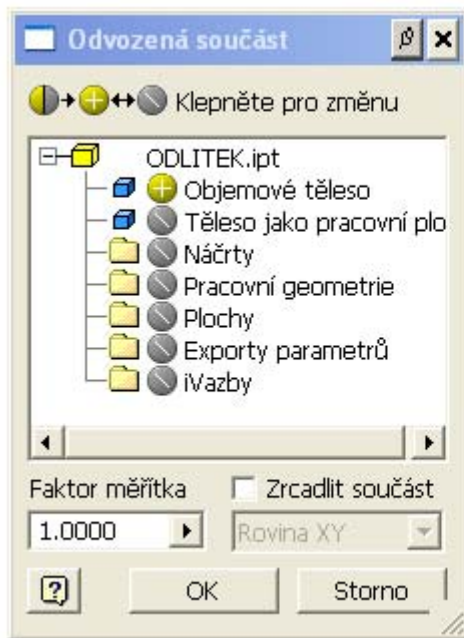 Odvozená součást
Klepněte pro změnu
ODLITEK.ipt
Objemové těleso
Těleso jako pracovní plo
Náčrty
Pracovní geometrie
Plochy
Exporty parametrů
iVazby
Faktor měřítka
Zrcadlit součást
1.0000
Rovina XY
OK
Storno